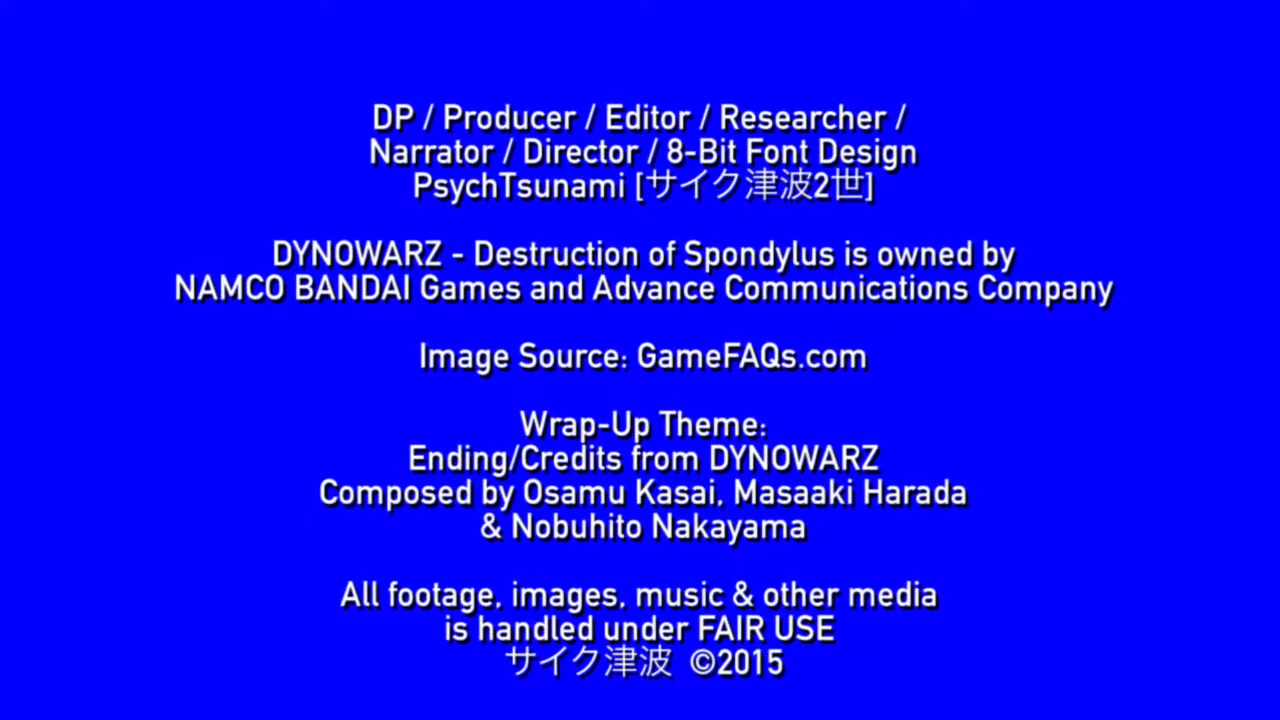 DP / Producer / Editor / Researcher /
Narrator / Director / 8-Bit Font Design
PsychTsunami [サイク津波2世]
DYNOWARZ - Destruction of Spondylus is owned by
NAMCO BANDAI Games and Advance Communications Company
Image Source: GameFAQs.com
Wrap-Up Theme:
Ending/Credits from DYNOWARZ
Composed by Osamu Kasai, Masaaki Harada
& Nobuhito Nakayama
All footage, images, music & other media
is handled under FAIR USE
サイク津波 ©2015